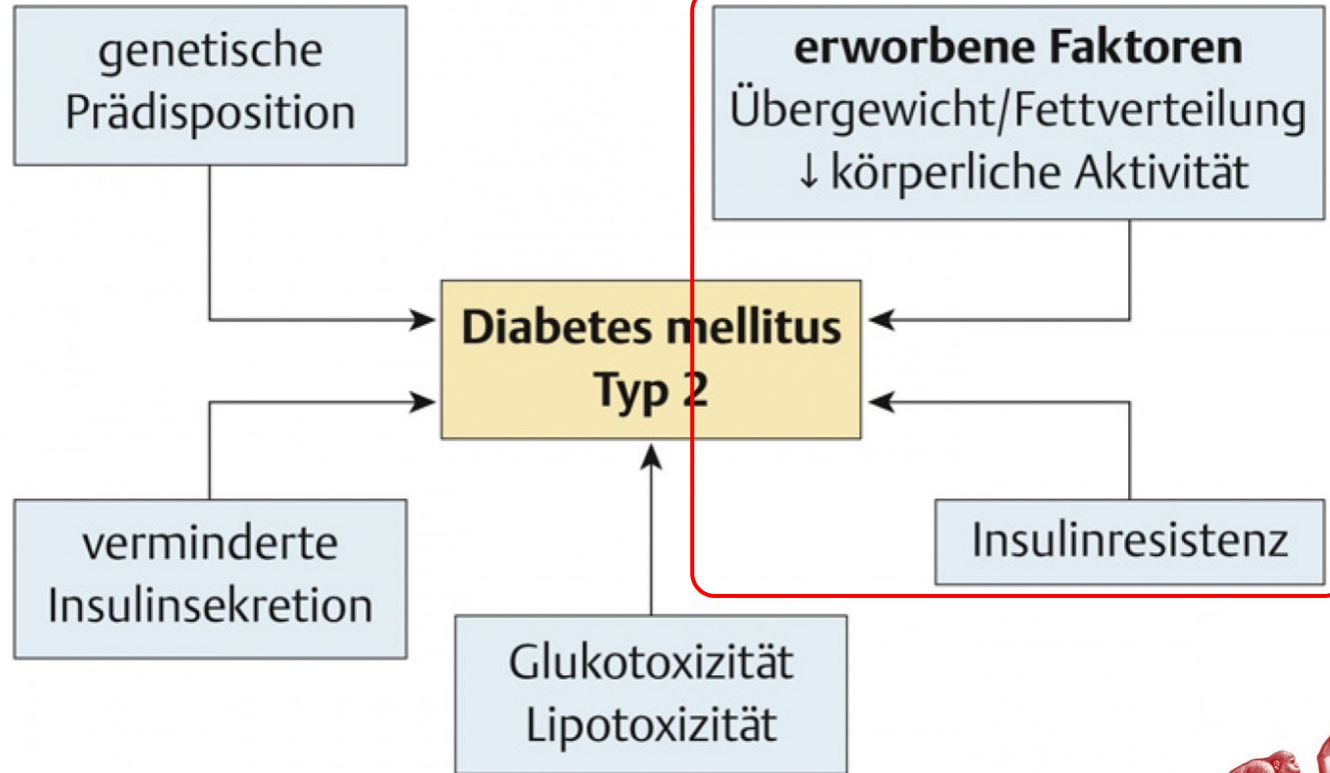 genetische
Prädisposition
erworbene Faktoren
Übergewicht/Fettverteilung
↓ körperliche Aktivität
Diabetes mellitus
Typ 2
verminderte
Insulinsekretion
Insulinresistenz
Glukotoxizität
Lipotoxizität